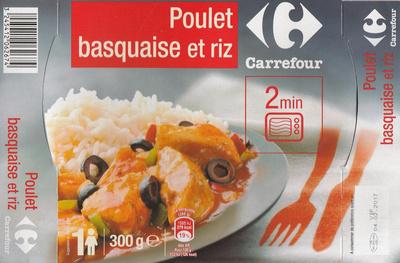 Poulet
basquaise et riz
Carrefour
2 min
Poulet
basquaise et riz
Carrefour
Poulet
basquaise et riz
Carrefour
1
300 g e
19%